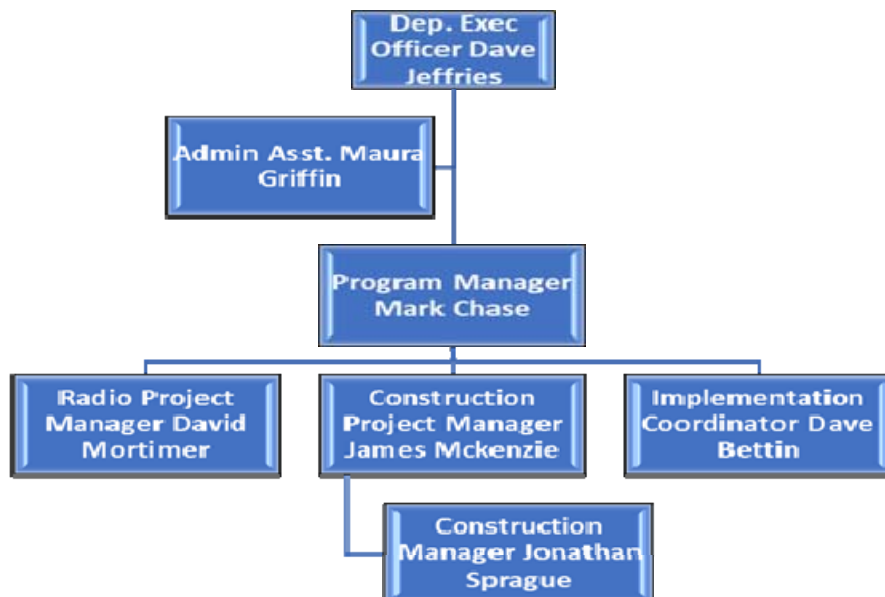 Dep. Exec
Officer Dave
Jeffries
Admin Asst. Maura
Griffin
Program Manager
Mark Chase
Radio Project
Manager David
Mortimer
Construction
Project Manager
James Mckenzie
Implementation
Coordinator Dave
Bettin
Construction
Manager Jonathan
Sprague